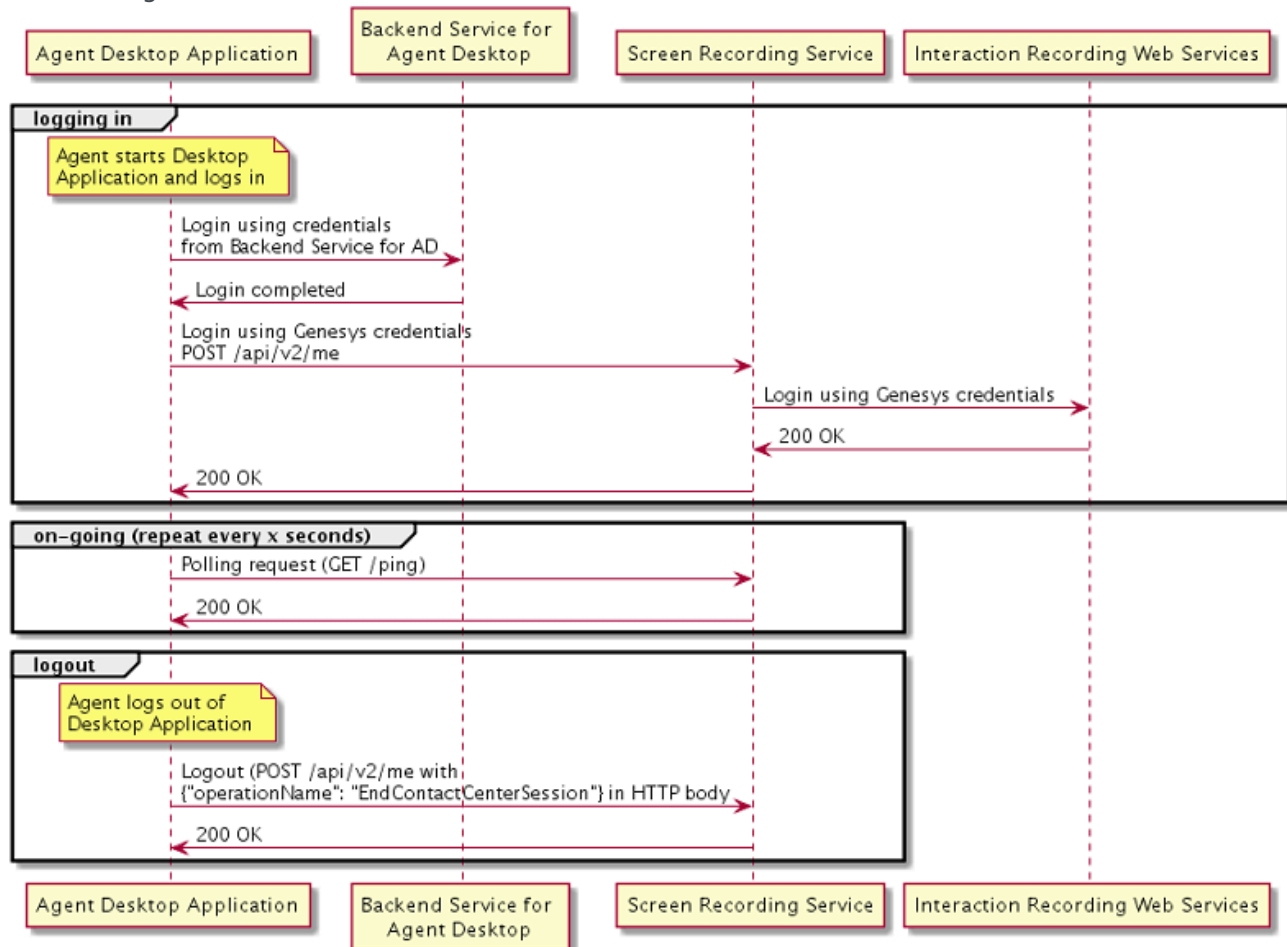 Agent Desktop Application
Backend Service for
Agent Desktop
Screen Recording Service
Interaction Recording Web Services
logging in
Agent starts Desktop
Application and logs in
Login using credentials
from Backend Service for AD
Login completed
Login using Genesys credentials
POST /api/v2/me
Login using Genesys credentials
200 OK
200 OK
on-going (repeat every x seconds)
Polling request (GET /ping)
200 OK
logout
Agent logs out of
Desktop Application
Logout (POST /api/v2/me with
{"operationName": "EndContactCenterSession"} in HTTP body
200 OK
Agent Desktop Application
Backend Service for
Agent Desktop
Screen Recording Service
Interaction Recording Web Services